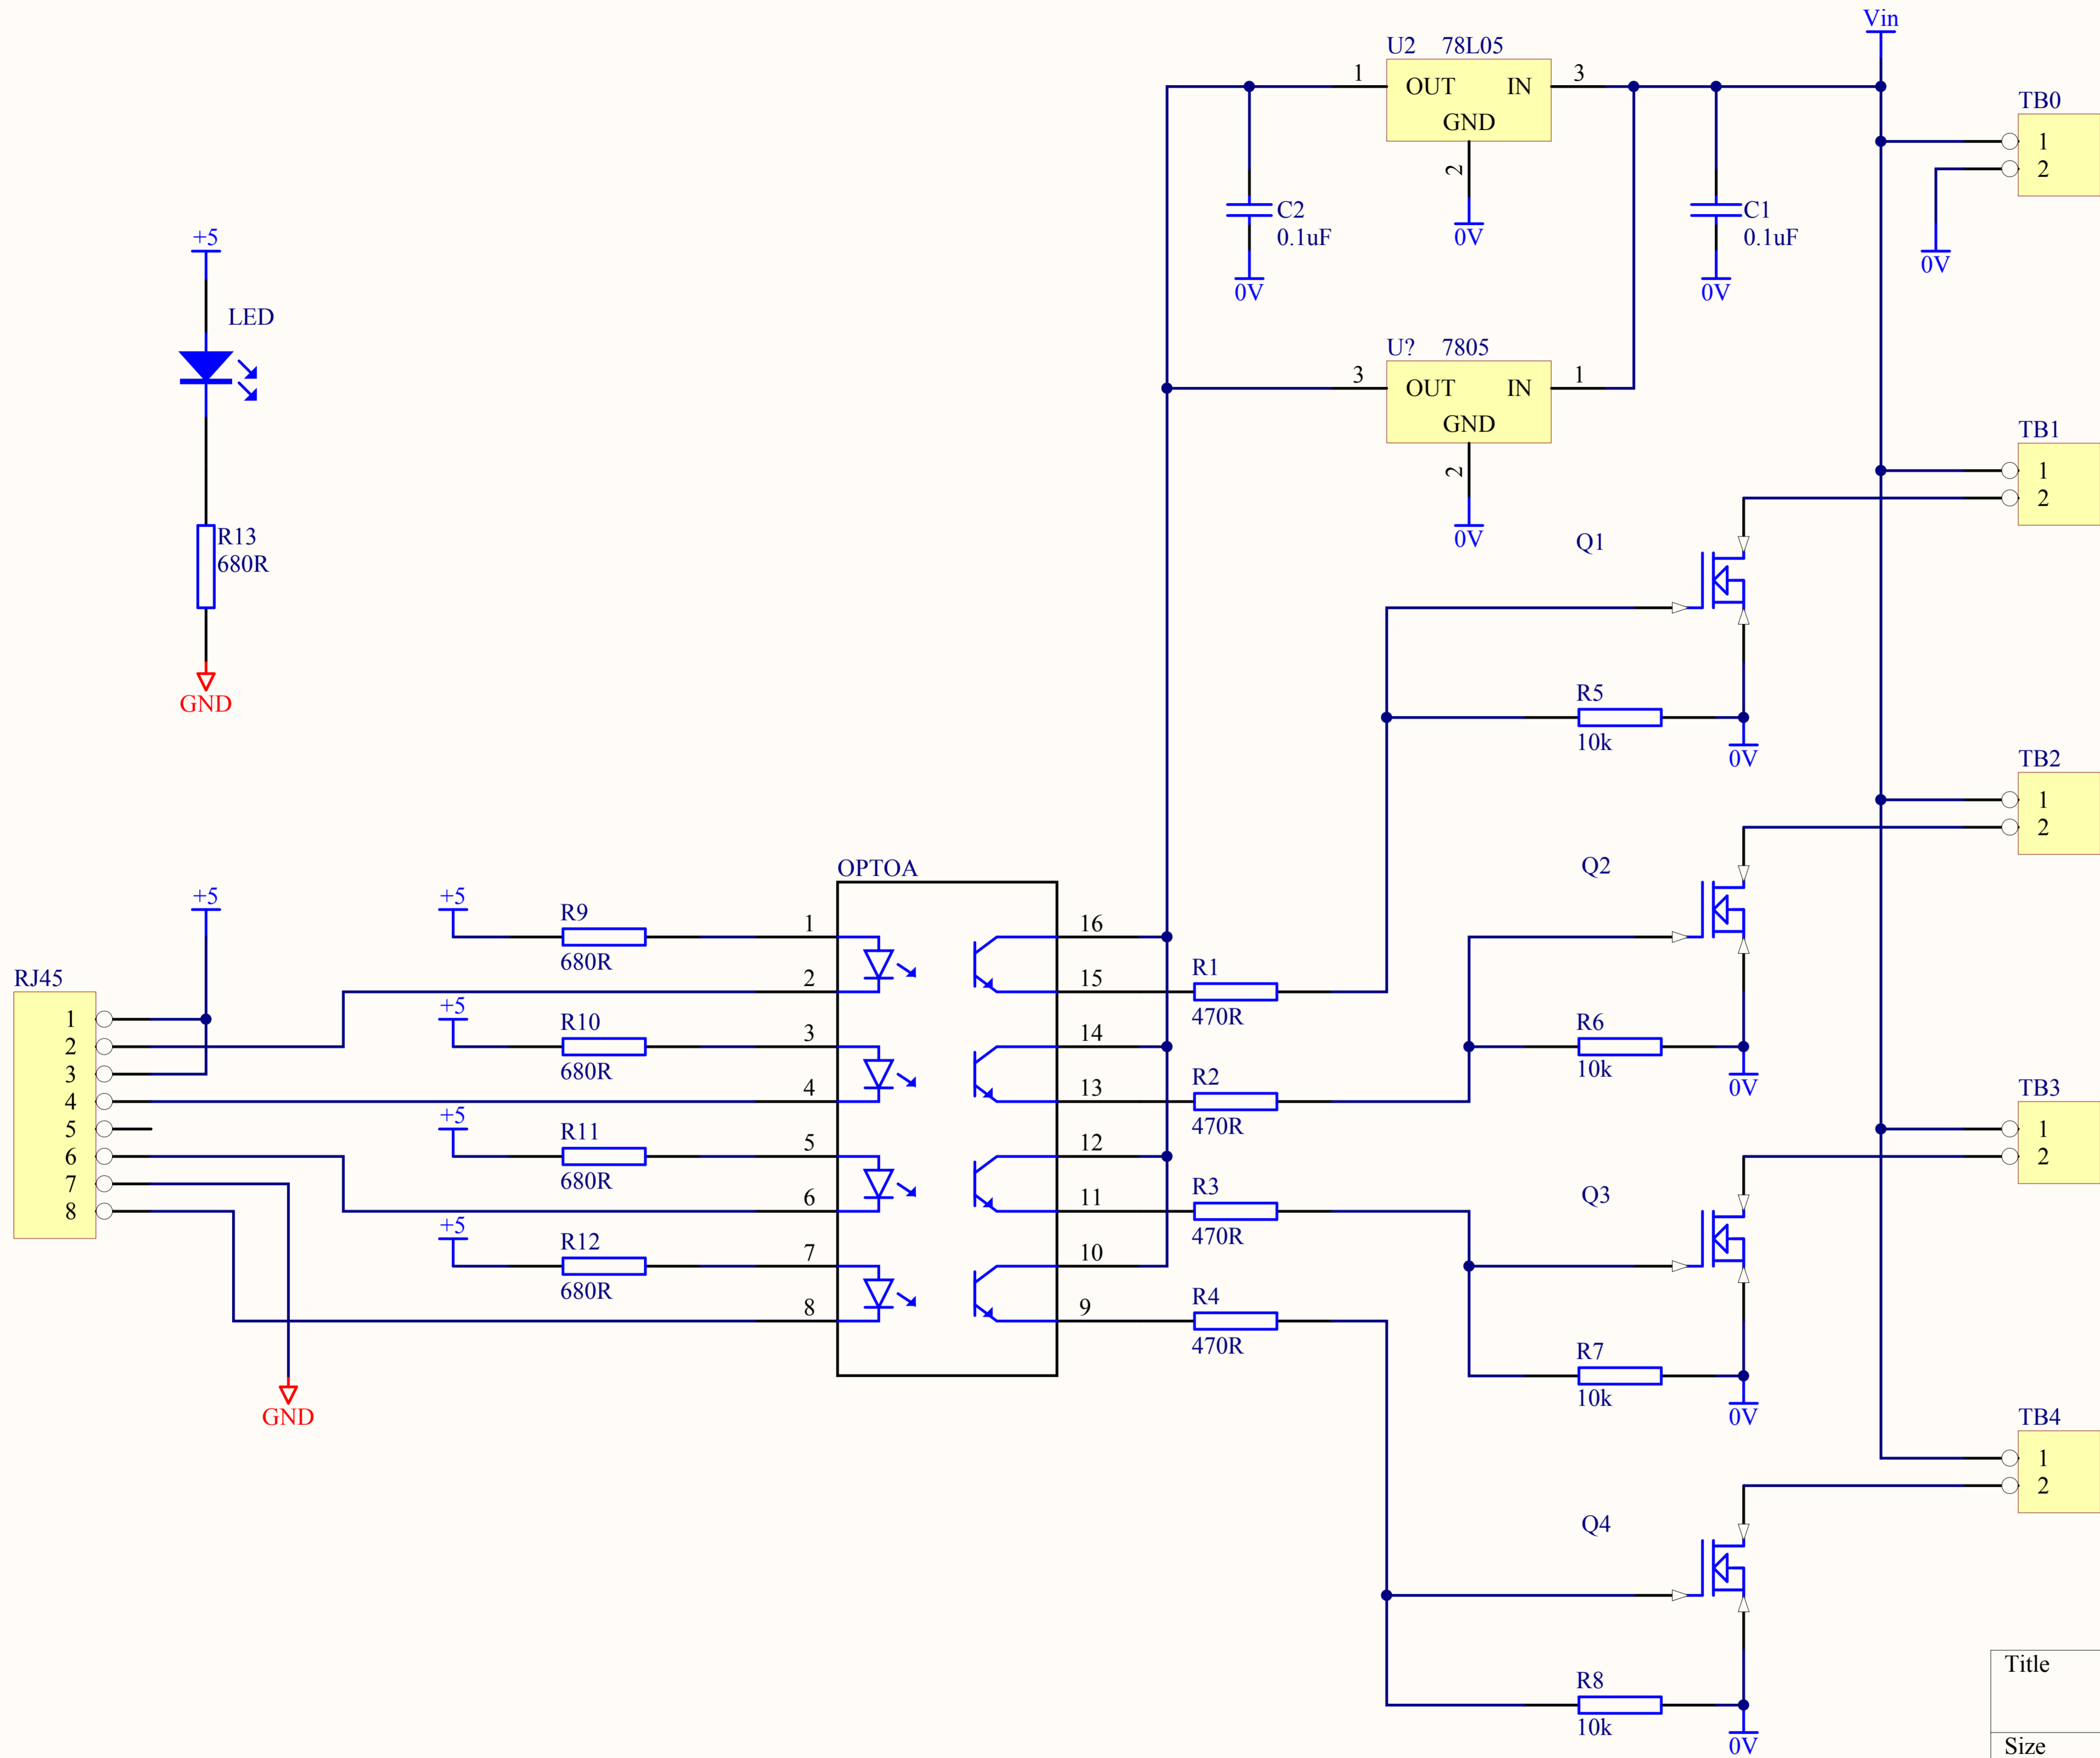 Vin
U2 78L05
1 OUT IN 3
GND
2
0V
C2
0.1uF
0V
C1
0.1uF
0V
TB0
1
2
0V
+5
LED
R13
680R
GND
U? 7805
3 OUT IN 1
GND
2
0V
TB1
1
2
Q1
R5
10k
0V
TB2
1
2
Q2
R6
10k
0V
TB3
1
2
Q3
R7
10k
0V
TB4
1
2
Q4
R8
10k
0V
OPTOA
1 16
2 15
3 14
4 13
5 12
6 11
7 10
8 9
R1
470R
R2
470R
R3
470R
R4
470R
+5
R9
680R
+5
R10
680R
+5
R11
680R
+5
R12
680R
+5
RJ45
1
2
3
4
5
6
7
8
GND
Title
Size